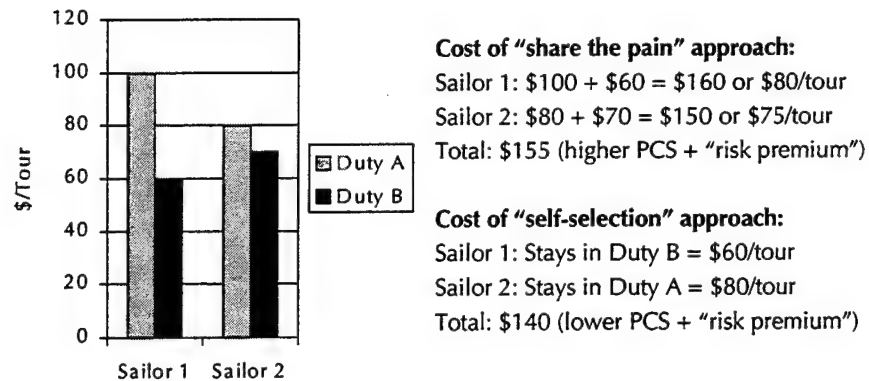 120
100
80
60
40
20
0
$/Tour
Sailor 1 Sailor 2
Duty A
Duty B
Cost of "share the pain" approach:
Sailor 1: $100 + $60 = $160 or $80/tour
Sailor 2: $80 + $70 = $150 or $75/tour
Total: $155 (higher PCS + "risk premium")
Cost of "self-selection" approach:
Sailor 1: Stays in Duty B = $60/tour
Sailor 2: Stays in Duty A = $80/tour
Total: $140 (lower PCS + "risk premium")